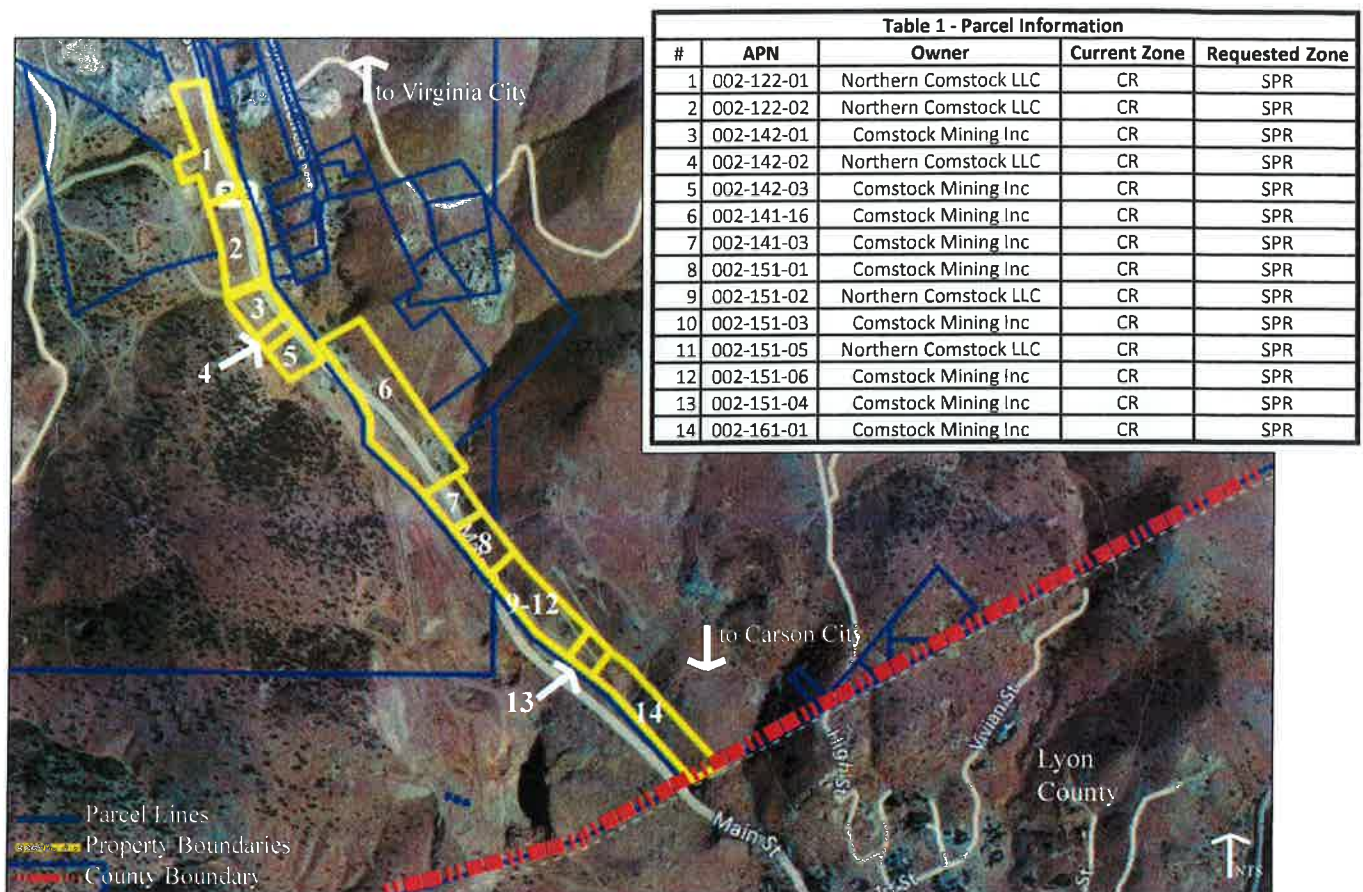 Table 1 - Parcel Information
# APN Owner Current Zone Requested Zone
1 002-122-01 Northern Comstock LLC CR SPR
2 002-122-02 Northern Comstock LLC CR SPR
3 002-142-01 Comstock Mining Inc CR SPR
4 002-142-02 Northern Comstock LLC CR SPR
5 002-142-03 Comstock Mining Inc CR SPR
6 002-141-16 Comstock Mining Inc CR SPR
7 002-141-03 Comstock Mining Inc CR SPR
8 002-151-01 Comstock Mining Inc CR SPR
9 002-151-02 Northern Comstock LLC CR SPR
10 002-151-03 Comstock Mining Inc CR SPR
11 002-151-05 Northern Comstock LLC CR SPR
12 002-151-06 Comstock Mining Inc CR SPR
13 002-151-04 Comstock Mining Inc CR SPR
14 002-161-01 Comstock Mining Inc CR SPR
to Virginia City
1
2
3
4
5
6
7
8
9-12
to Carson City
13
14
High St
Vivian St
Lyon
County
Main St
Parcel Lines
Property Boundaries
County Boundary
St
St
NTS